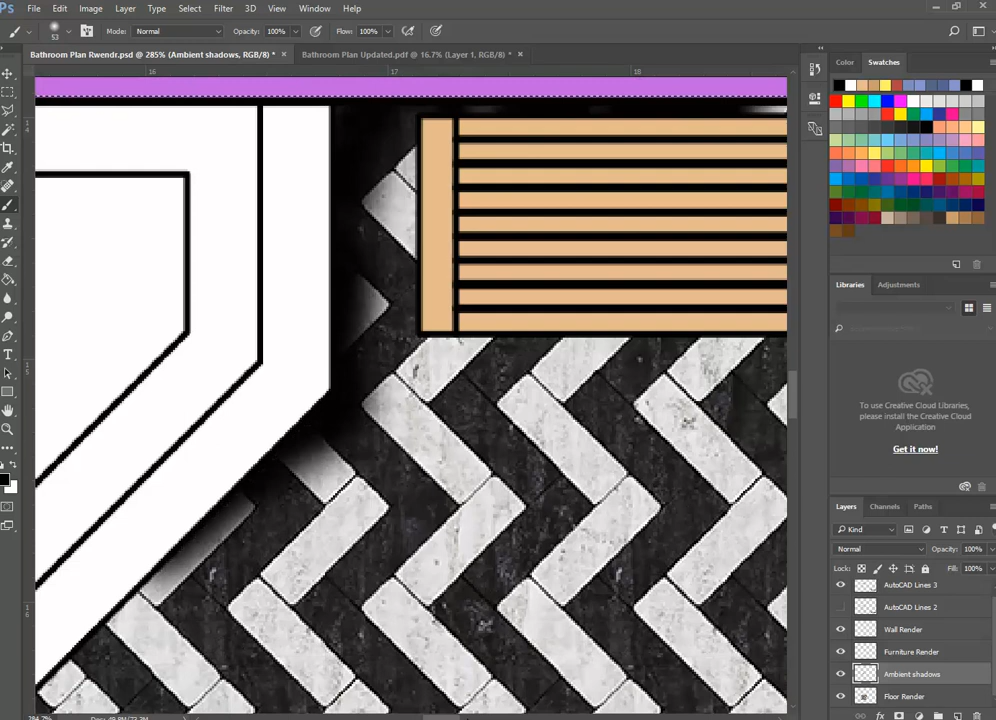 Ps File Edit Image Layer Type Select Filter 3D View Window Help
53 Mode: Normal Opacity: 100% Flow: 100%
Bathroom Plan Rwendr.psd @ 285% (Ambient shadows, RGB/8) * × Bathroom Plan Updated.pdf @ 16.7% (Layer 1, RGB/8) * ×
16 17 18
Color Swatches
Libraries Adjustments
To use Creative Cloud Libraries,
please install the Creative Cloud
Application
Get it now!
Layers Channels Paths
Kind
Normal Opacity: 100%
Lock: Fill: 100%
AutoCAD Lines 3
AutoCAD Lines 2
Wall Render
Furniture Render
Ambient shadows
Floor Render